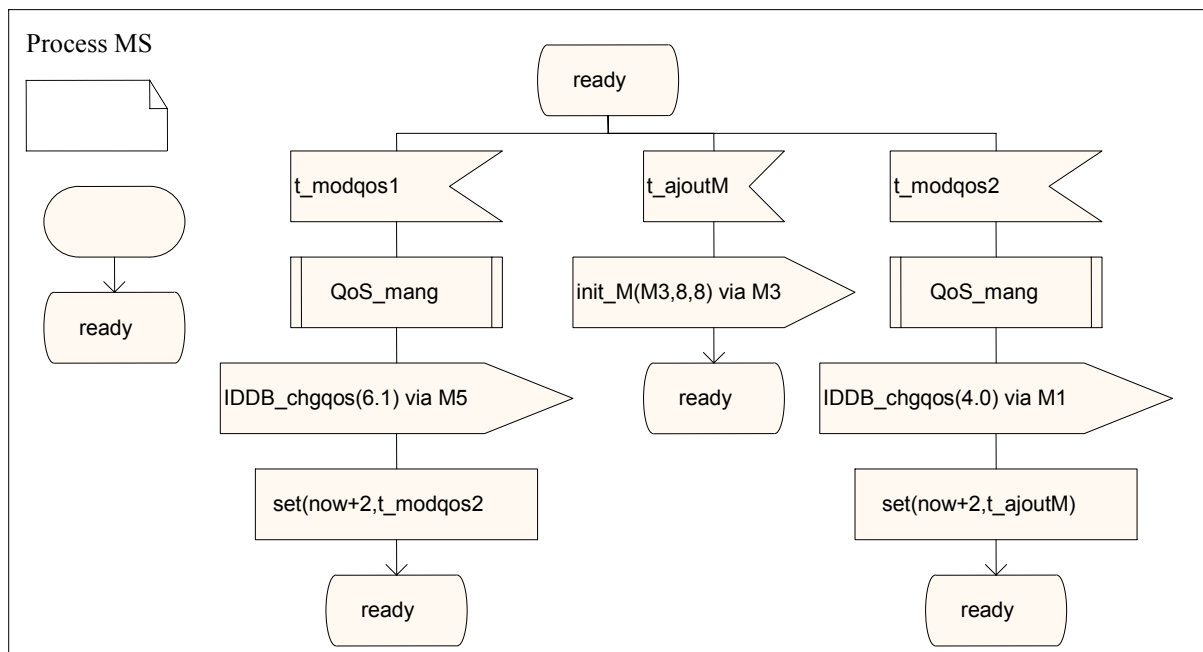 Process MS
ready
t_modqos1
t_ajoutM
t_modqos2
QoS_mang
init_M(M3,8,8) via M3
QoS_mang
ready
IDDB_chgqos(6.1) via M5
ready
IDDB_chgqos(4.0) via M1
set(now+2,t_modqos2
set(now+2,t_ajoutM)
ready
ready